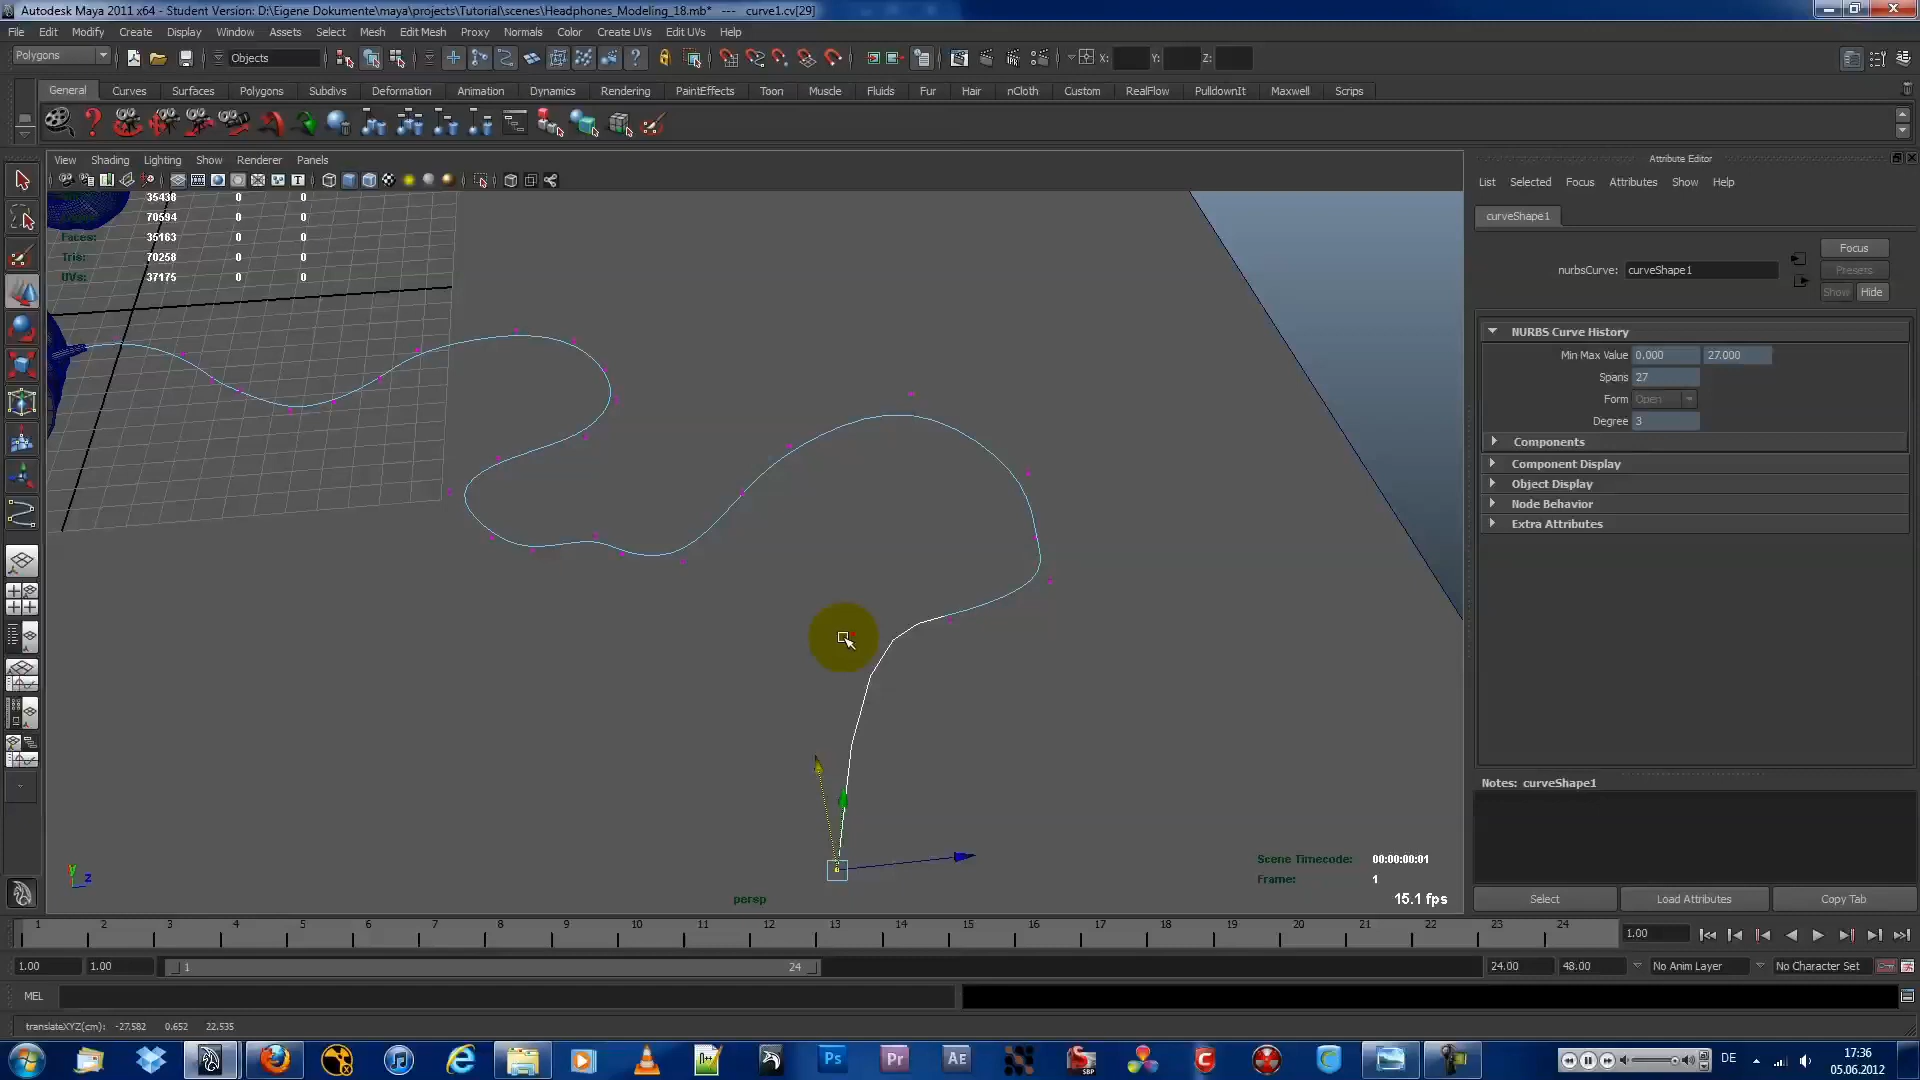 Autodesk Maya 2011 x64 - Student Version: D:\Eigene Dokumente\maya\projects\Tutorial\scenes\Headphones_Modeling_18.mb* --- curve1.cv[29]
File Edit Modify Create Display Window Assets Select Mesh Edit Mesh Proxy Normals Color Create UVs Edit UVs Help
Polygons Objects X: Y: Z:
General Curves Surfaces Polygons Subdivs Deformation Animation Dynamics Rendering PaintEffects Toon Muscle Fluids Fur Hair nCloth Custom RealFlow PulldownIt Maxwell Scripts
View Shading Lighting Show Renderer Panels
35438 0 0
70594 0 0
Faces: 35163 0 0
Tris: 70258 0 0
UVs: 37175 0 0
Attribute Editor
List Selected Focus Attributes Show Help
curveShape1
Focus
nurbsCurve: curveShape1
Presets
Show Hide
NURBS Curve History
Min Max Value 0.000 27.000
Spans 27
Form Open
Degree 3
Components
Component Display
Object Display
Node Behavior
Extra Attributes
Notes: curveShape1
Select Load Attributes Copy Tab
y
z
Scene Timecode: 00:00:00:01
Frame: 1
15.1 fps
persp
1 2 3 4 5 6 7 8 9 10 11 12 13 14 15 16 17 18 19 20 21 22 23 24 1.00
1.00 1.00 1 24 24.00 48.00 No Anim Layer No Character Set
MEL
translateXYZ(cm): -27.582 0.652 22.535
Ps Pr AE SBP DE 17:36
05.06.2012